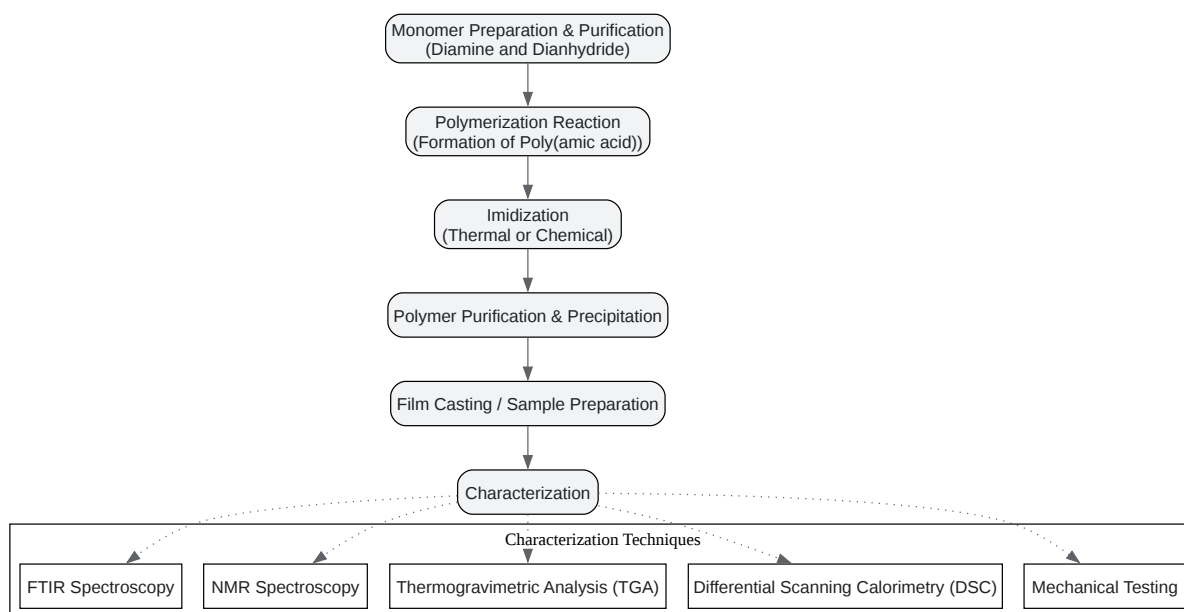 Monomer Preparation & Purification
(Diamine and Dianhydride)
Polymerization Reaction
(Formation of Poly(amic acid))
Imidization
(Thermal or Chemical)
Polymer Purification & Precipitation
Film Casting / Sample Preparation
Characterization
Characterization Techniques
FTIR Spectroscopy
NMR Spectroscopy
Thermogravimetric Analysis (TGA)
Differential Scanning Calorimetry (DSC)
Mechanical Testing